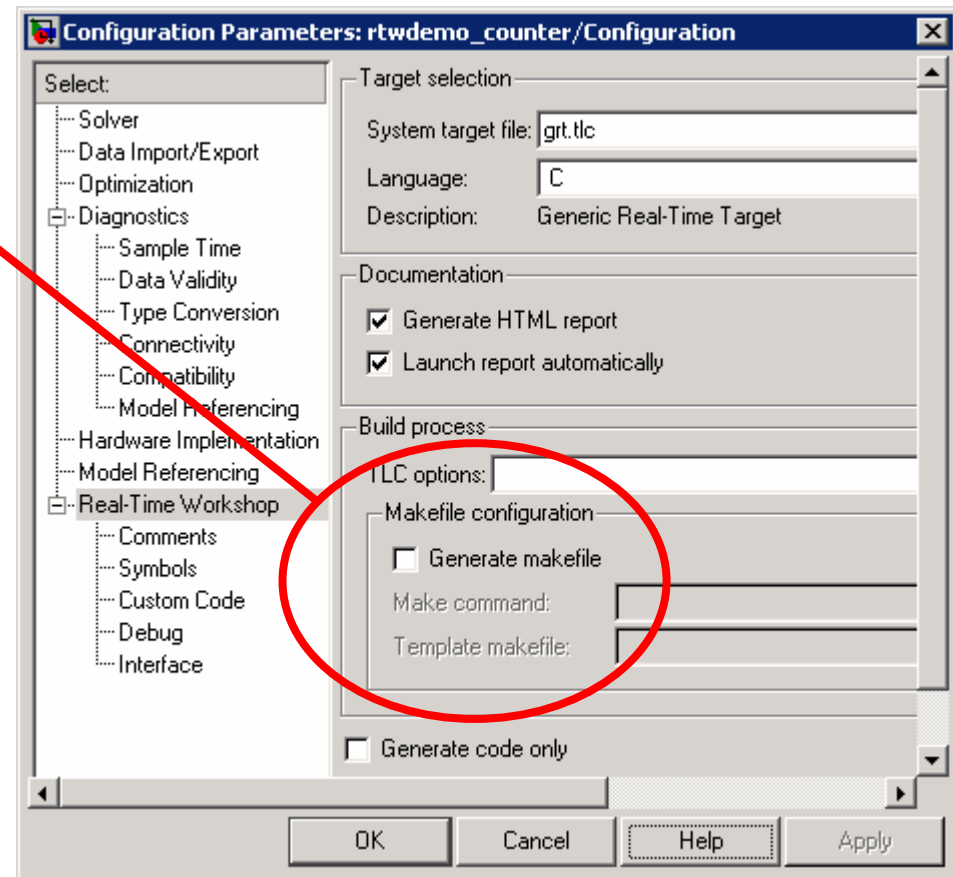 Configuration Parameters: rtwdemo_counter/Configuration
Select:
Solver
Data Import/Export
Optimization
Diagnostics
Sample Time
Data Validity
Type Conversion
Connectivity
Compatibility
Model Referencing
Hardware Implementation
Model Referencing
Real-Time Workshop
Comments
Symbols
Custom Code
Debug
Interface
Target selection
System target file: grt.tlc
Language: C
Description: Generic Real-Time Target
Documentation
Generate HTML report
Launch report automatically
Build process
TLC options:
Makefile configuration
Generate makefile
Make command:
Template makefile:
Generate code only
OK Cancel Help Apply